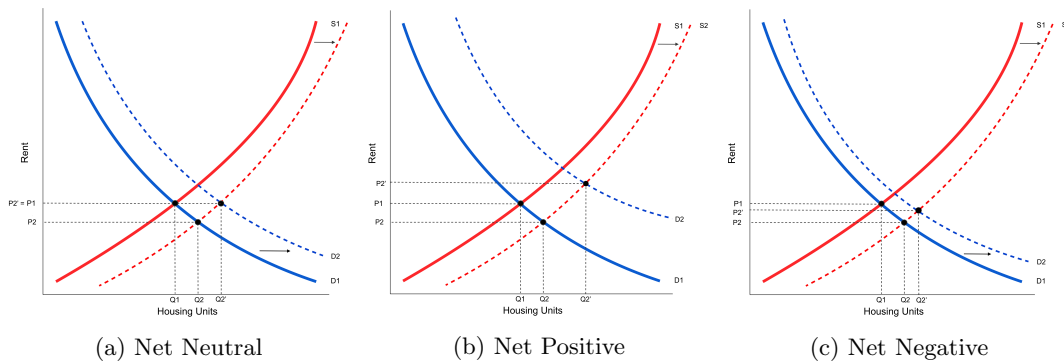 S1
Rent
P2' = P1
P2
D2
D1
Q1 Q2 Q2'
Housing Units
(a) Net Neutral
S1 S2
Rent
P2'
P1
P2
D2
D1
Q1 Q2 Q2'
Housing Units
(b) Net Positive
S1 S
Rent
P1
P2'
P2
D2
D1
Q1 Q2 Q2'
Housing Units
(c) Net Negative